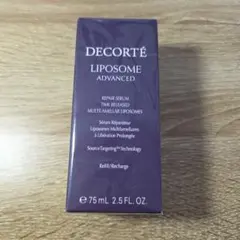 DECORTÉ
LIPOSOME
ADVANCED
REPAIR SERUM
TIME RELEASED
MULTI-LAMELLAR LIPOSOMES
Sérum Réparateur
Liposomes Multilamellaires
à Libération Prolongée
Source Targeting™ Technology
Refill/Recharge
℮ 75 mL 2.5 FL. OZ.